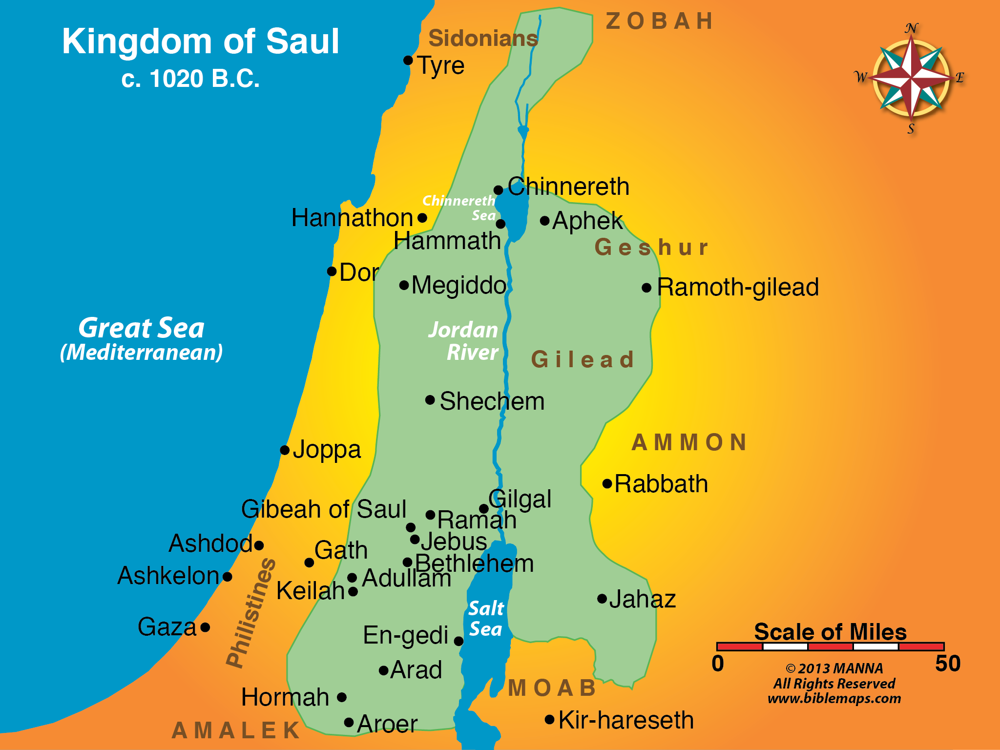 Kingdom of Saul
c. 1020 B.C.
ZOBAH
Sidonians
Tyre
N
W
E
S
Chinnereth
Chinnereth
Sea
Hannathon
Aphek
Hammath
Geshur
Dor
Megiddo
Ramoth-gilead
Great Sea
(Mediterranean)
Jordan
River
Gilead
Shechem
AMMON
Joppa
Rabbath
Gilgal
Gibeah of Saul
Ramah
Jebus
Ashdod
Gath
Bethlehem
Ashkelon
Adullam
Keilah
Philistines
Jahaz
Salt
Sea
Gaza
En-gedi
Arad
MOAB
Hormah
Kir-hareseth
AMALEK
Aroer
Scale of Miles
0
50
© 2013 MANNA
All Rights Reserved
www.biblemaps.com